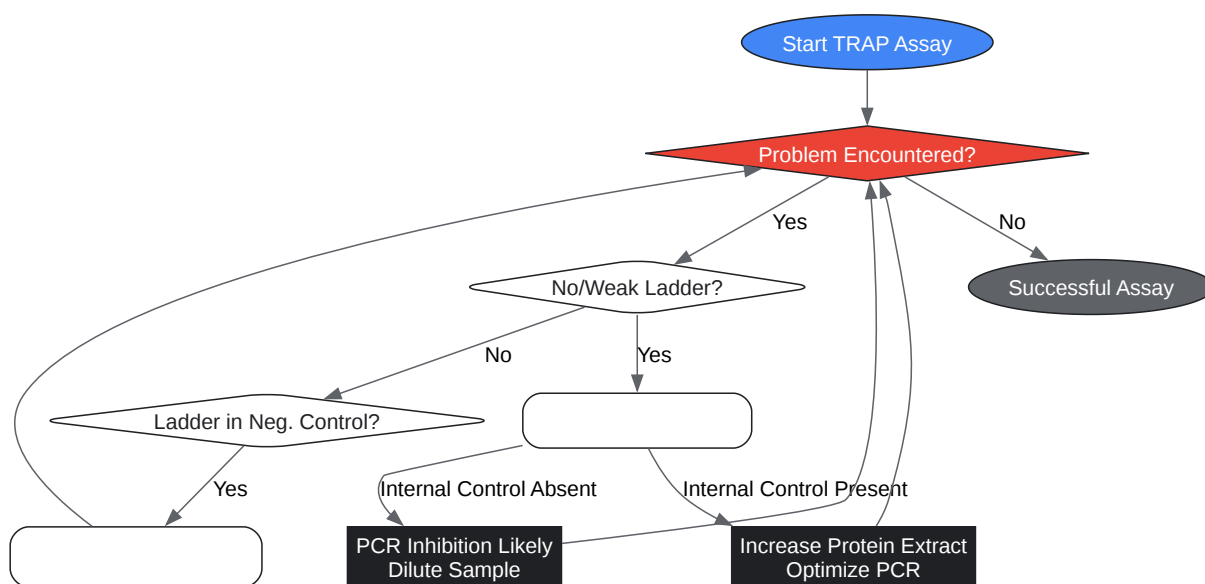 Start TRAP Assay
Problem Encountered?
Yes
No
No/Weak Ladder?
Successful Assay
No
Yes
Ladder in Neg. Control?
Yes
Internal Control Absent
Internal Control Present
PCR Inhibition Likely
Dilute Sample
Increase Protein Extract
Optimize PCR